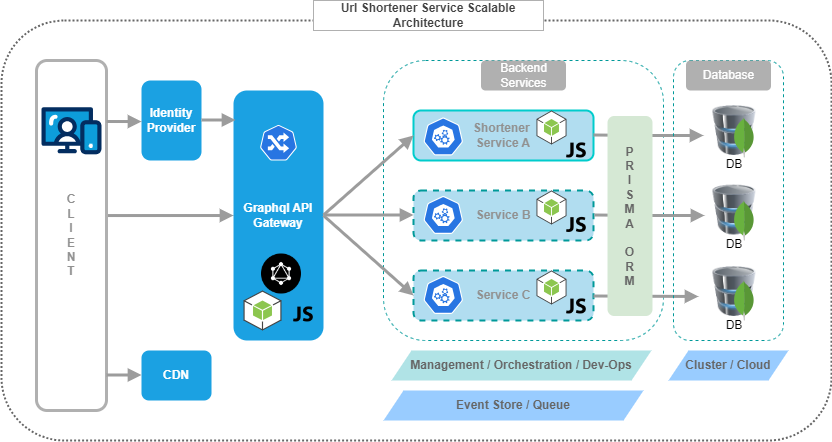 Url Shortener Service Scalable
Architecture
Backend
Services
Database
Identity
Provider
CLIENT
Graphql API
Gateway
JS
CDN
Shortener
Service A
JS
Service B
JS
Service C
JS
PRISMA ORM
DB
DB
DB
Management / Orchestration / Dev-Ops
Cluster / Cloud
Event Store / Queue